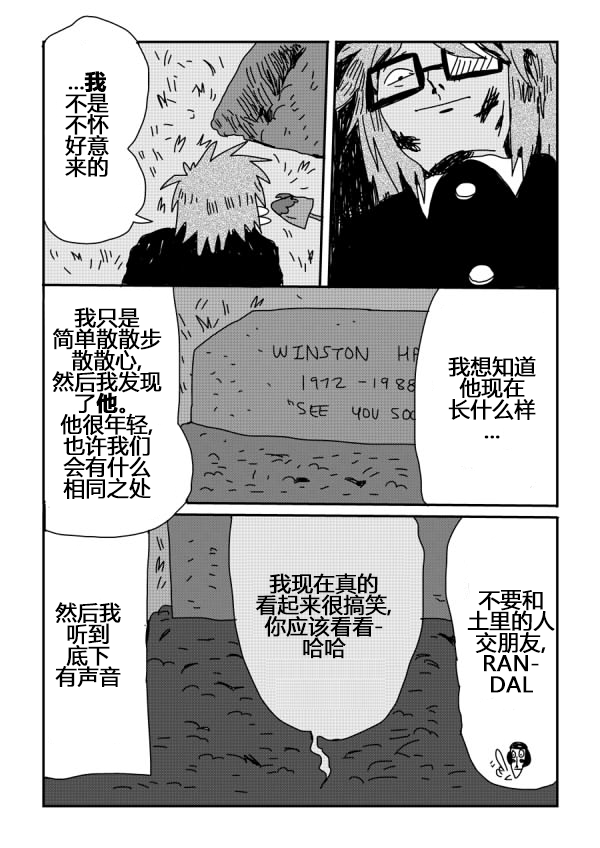 ...我
不是
不怀
好意
来的
我只是
简单散散步
散散心,
然后我发现
了他。
他很年轻,
也许我们
会有什么
相同之处
WINSTON HA
1972 - 1988
"SEE YOU SOO
我想知道
他现在
长什么样
...
然后我
听到
底下
有声音
我现在真的
看起来很搞笑,
你应该看看-
哈哈
不要和
土里的人
交朋友,
RAN-
DAL